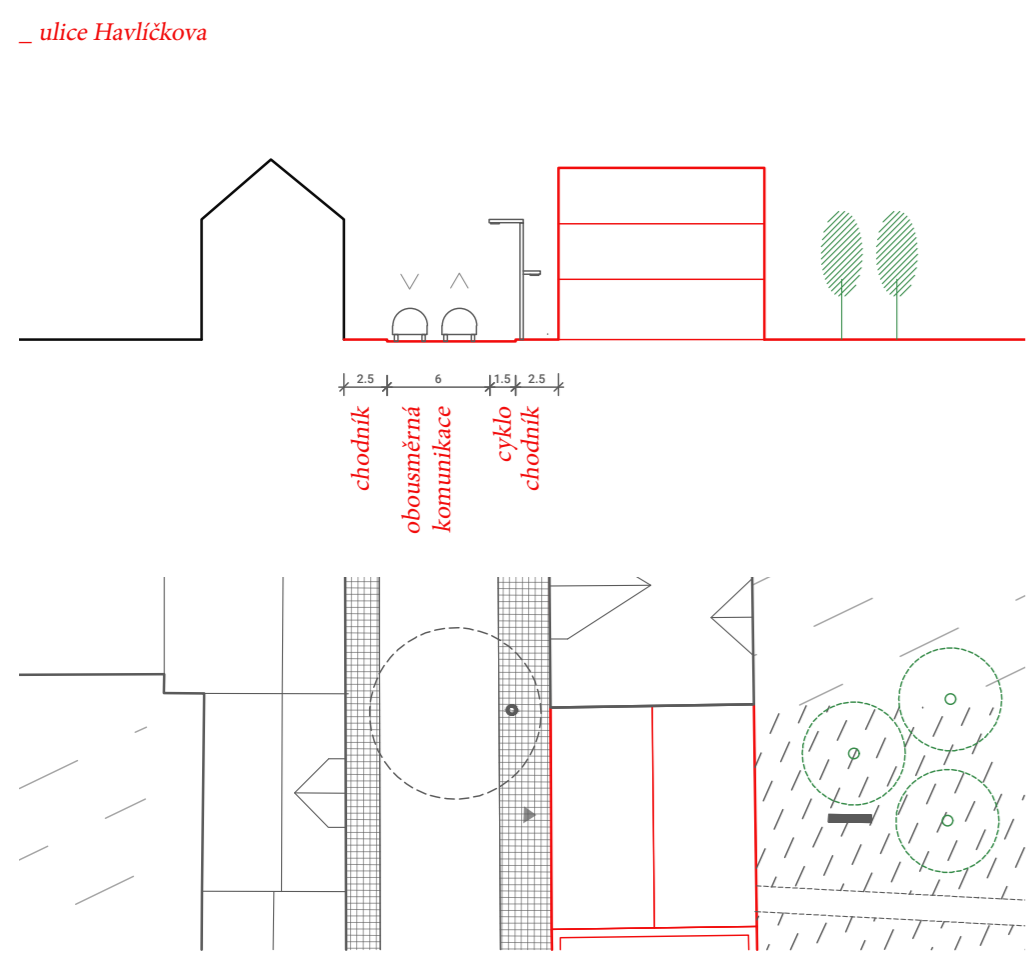 _ ulice Havlíčkova
2.5 6 1.5 2.5
chodník
obousměrná
komunikace
cyklo
chodník